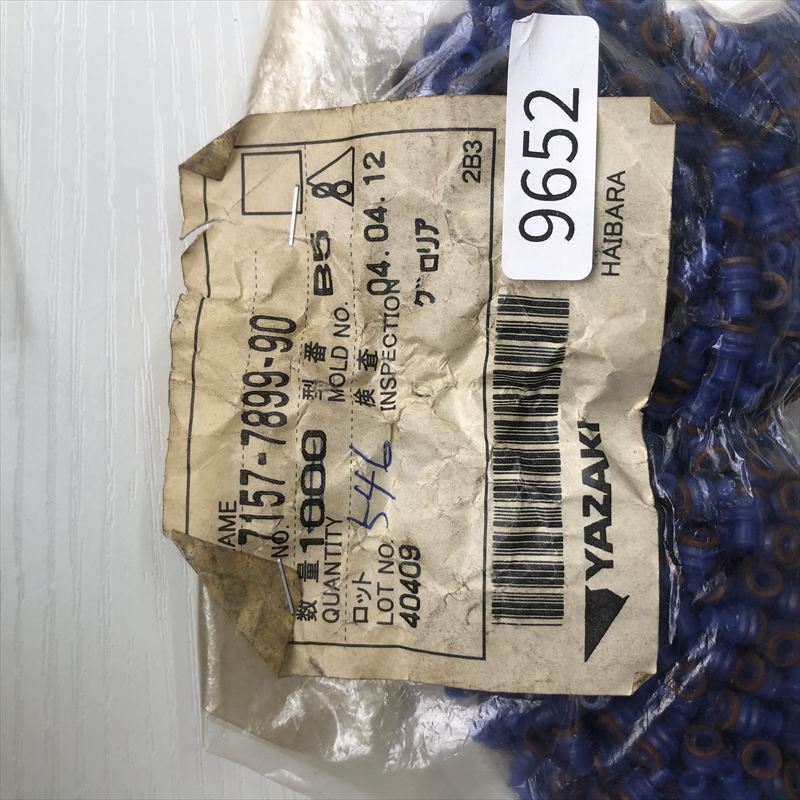 9652
AME
7157-7899-90
NO.
数 量
1000
QUANTITY
型 番
B5
MOLD NO.
ロット
546
LOT NO.
40409
検 査
04.04.12
INSPECTION
グロリア
2B3
YAZAKI
HAIBARA